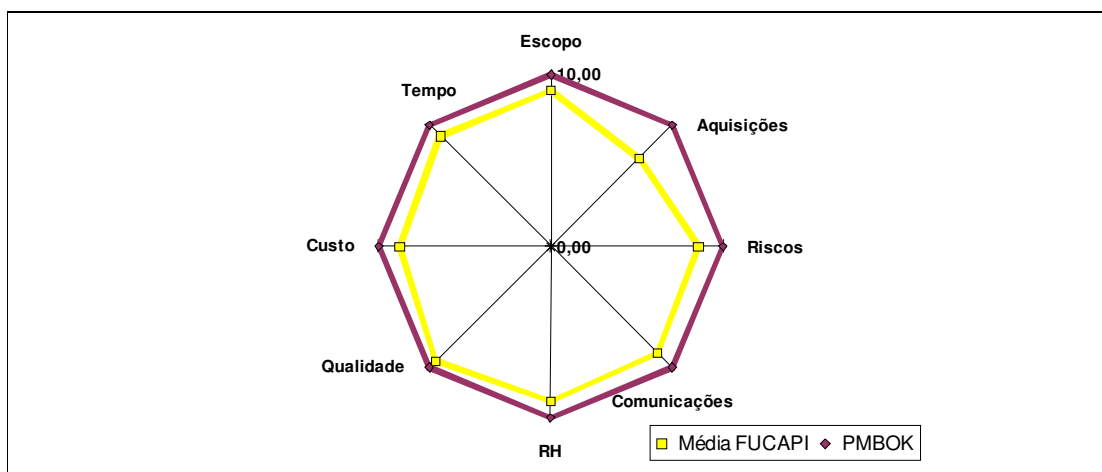 Escopo
10,00
Tempo
Aquisições
Custo
0,00
Riscos
Qualidade
Comunicações
RH
Média FUCAPI
PMBOK